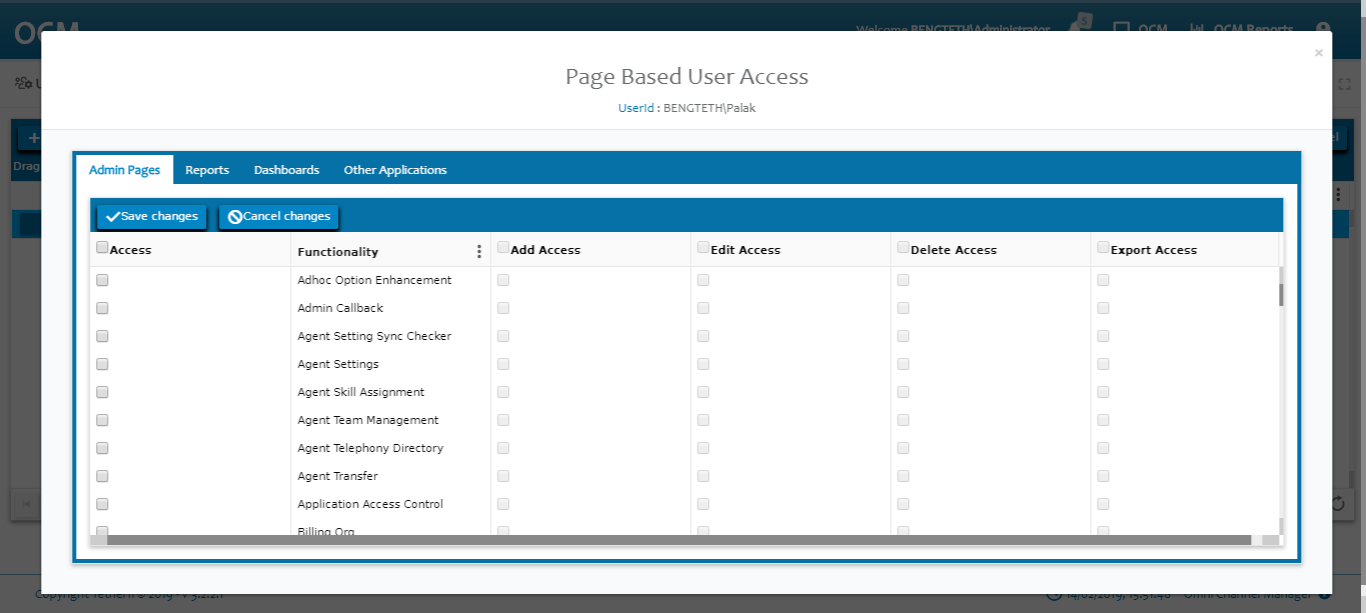 OCM
Welcome BENGTETH\Administrator 5 OCM OCM Reports
×
Page Based User Access
UserId : BENGTETH\Palak
Drag
Admin Pages Reports Dashboards Other Applications
Save changes Cancel changes
Access Functionality Add Access Edit Access Delete Access Export Access
Adhoc Option Enhancement
Admin Callback
Agent Setting Sync Checker
Agent Settings
Agent Skill Assignment
Agent Team Management
Agent Telephony Directory
Agent Transfer
Application Access Control
Billing Org
Copyright Tetherfi © 2019 - V 3.2.2.1 14/02/2019, 15:51:48 Omni Channel Manager